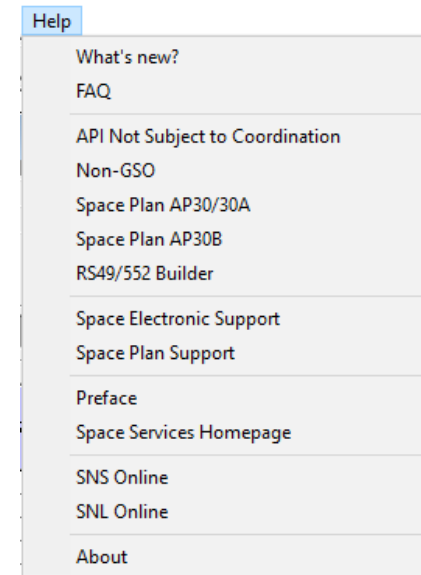 Help
What's new?
FAQ
API Not Subject to Coordination
Non-GSO
Space Plan AP30/30A
Space Plan AP30B
RS49/552 Builder
Space Electronic Support
Space Plan Support
Preface
Space Services Homepage
SNS Online
SNL Online
About